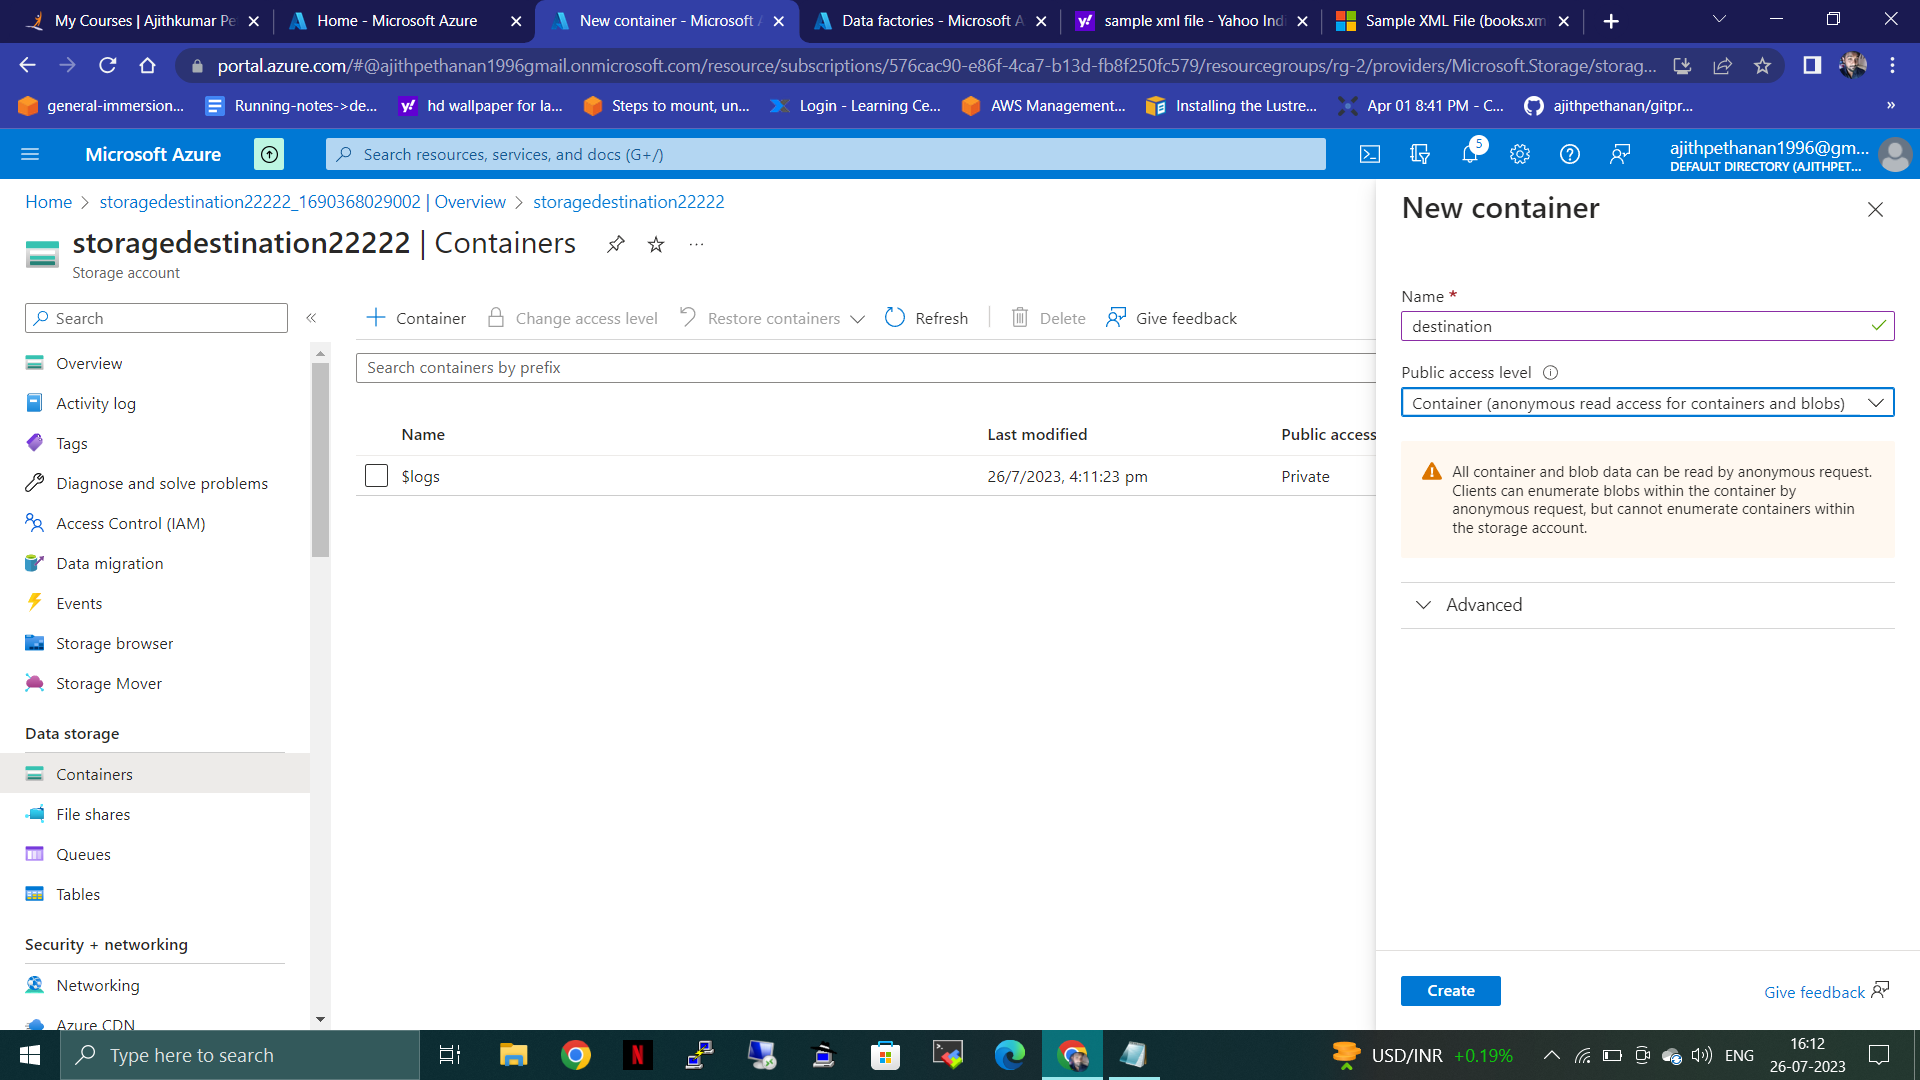 My Courses | Ajithkumar Pe
Home - Microsoft Azure
New container - Microsoft A
Data factories - Microsoft A
sample xml file - Yahoo Indi
Sample XML File (books.xm
portal.azure.com/#@ajithpethanan1996gmail.onmicrosoft.com/resource/subscriptions/576cac90-e86f-4ca7-b13d-fb8f250fc579/resourcegroups/rg-2/providers/Microsoft.Storage/storag...
general-immersion...
Running-notes->de...
hd wallpaper for la...
Steps to mount, un...
Login - Learning Ce...
AWS Management...
Installing the Lustre...
Apr 01 8:41 PM - C...
ajithpethanan/gitpr...
»
Microsoft Azure
Search resources, services, and docs (G+/)
5
ajithpethanan1996@gm...
DEFAULT DIRECTORY (AJITHPET...
Home > storagedestination22222_1690368029002 | Overview > storagedestination22222
storagedestination22222 | Containers
...
Storage account
Search
«
Overview
Activity log
Tags
Diagnose and solve problems
Access Control (IAM)
Data migration
Events
Storage browser
Storage Mover
Data storage
Containers
File shares
Queues
Tables
Security + networking
Networking
Azure CDN
Container
Change access level
Restore containers
Refresh
Delete
Give feedback
Search containers by prefix
Name Last modified Public access
$logs 26/7/2023, 4:11:23 pm Private
New container
Name *
destination
Public access level
Container (anonymous read access for containers and blobs)
All container and blob data can be read by anonymous request.
Clients can enumerate blobs within the container by
anonymous request, but cannot enumerate containers within
the storage account.
Advanced
Create
Give feedback
Type here to search
USD/INR +0.19%
ENG
16:12
26-07-2023